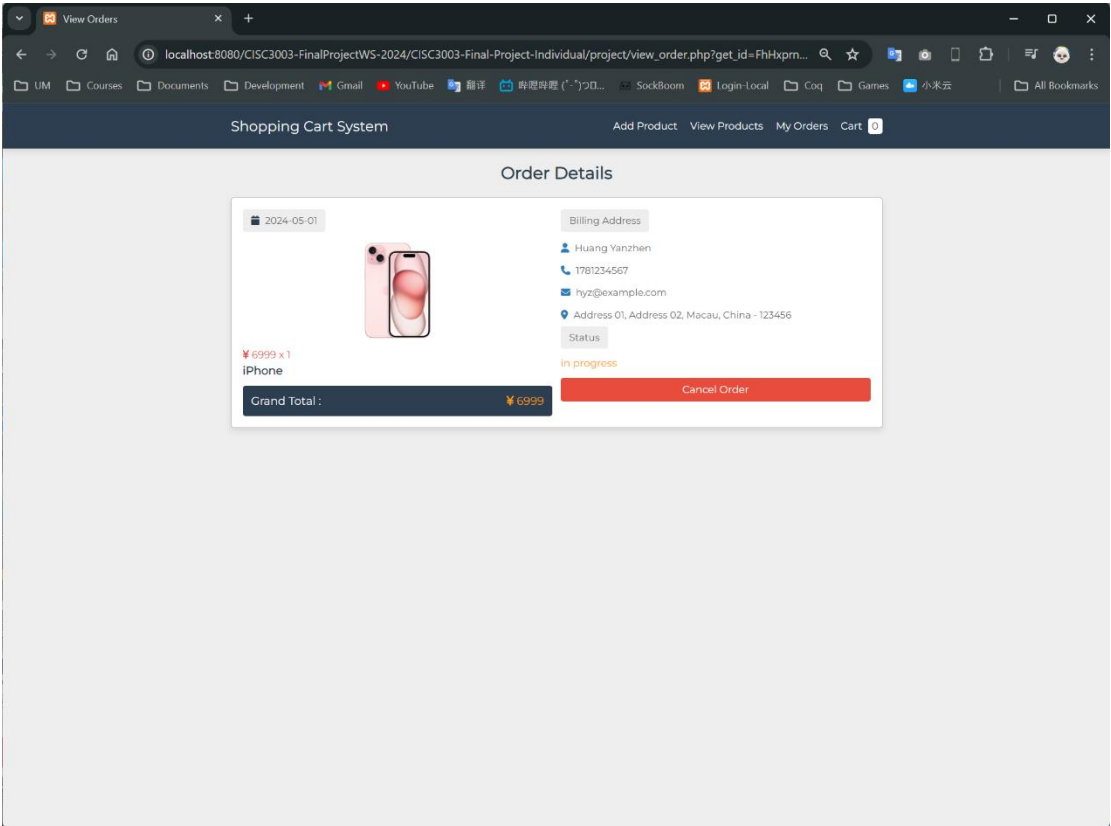 View Orders
localhost:8080/CISC3003-FinalProjectWS-2024/CISC3003-Final-Project-Individual/project/view_order.php?get_id=FhHxprn...
UM Courses Documents Development Gmail YouTube 翻译 哔哩哔哩 SockBoom Login-Local Coq Games 小米云 All Bookmarks
Shopping Cart System Add Product View Products My Orders Cart 0
Order Details
2024-05-01
¥ 6999 x 1
iPhone
Grand Total : ¥ 6999
Billing Address
Huang Yanzhen
1781234567
hyz@example.com
Address 01, Address 02, Macau, China - 123456
Status
in progress
Cancel Order